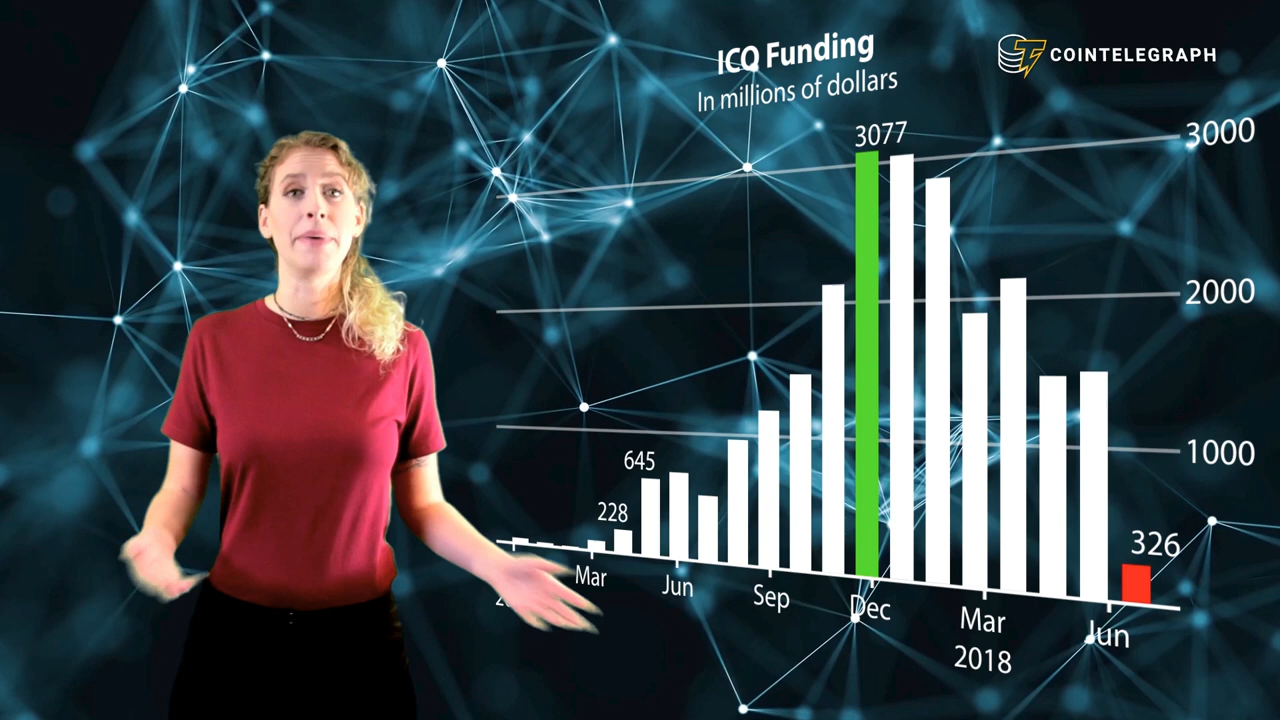 ICO Funding
In millions of dollars
COINTELEGRAPH
3077
3000
2000
645
1000
228
326
Mar
Jun
Sep
Dec
Mar
Jun
2018